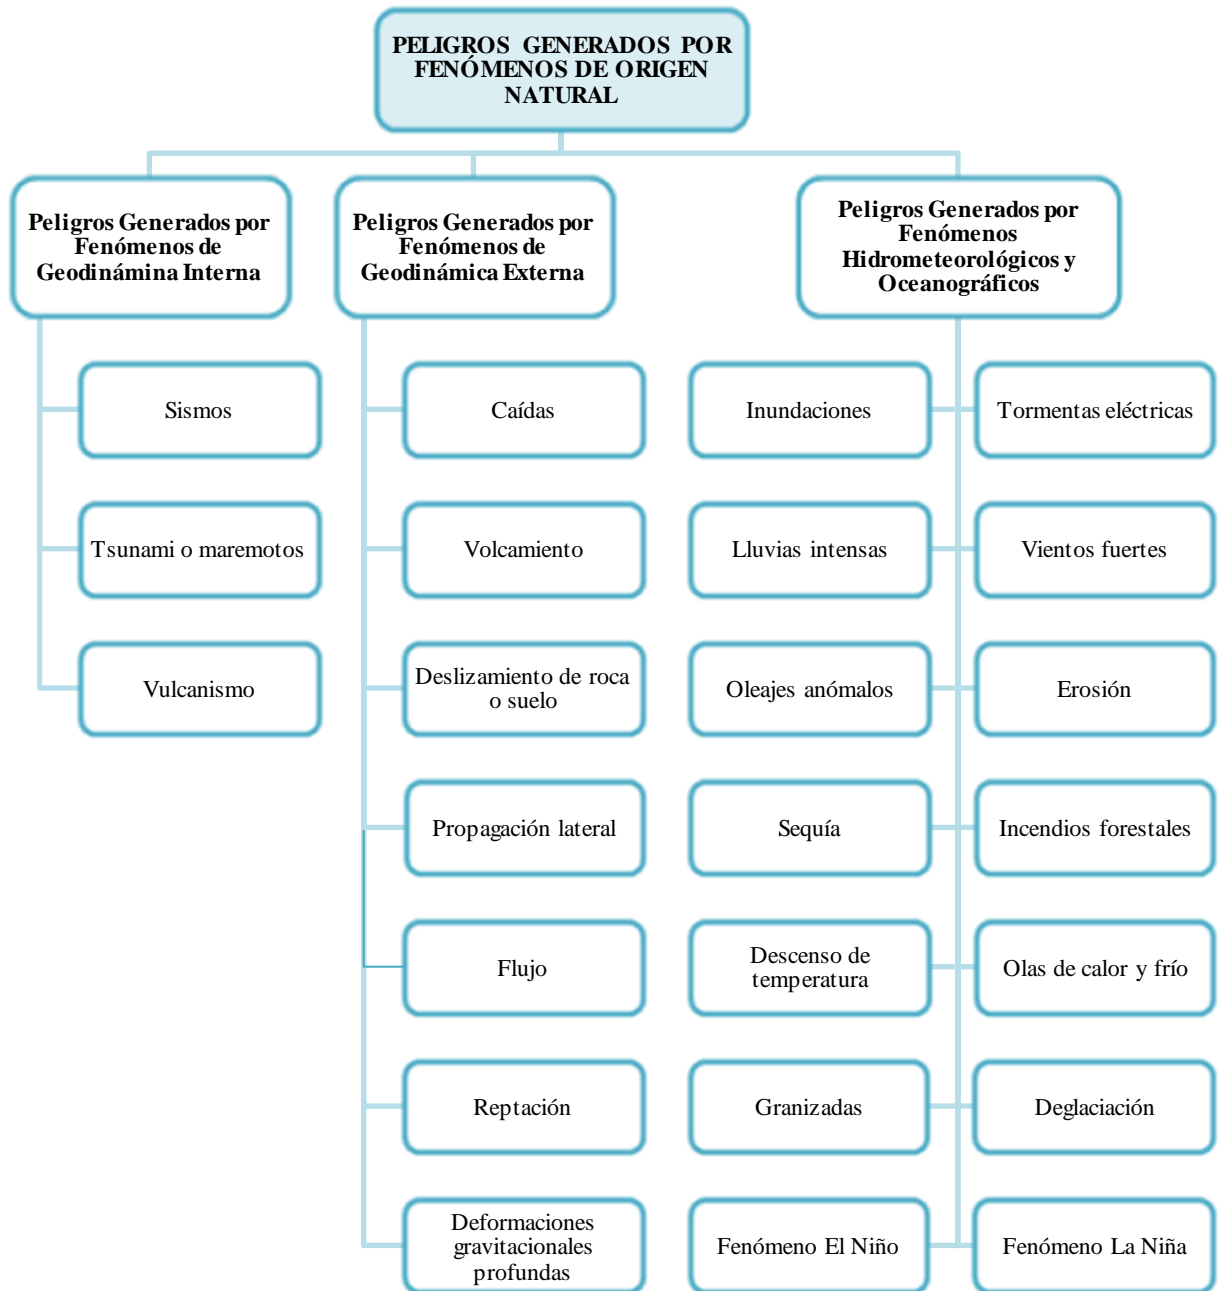 PELIGROS GENERADOS POR
FENÓMENOS DE ORIGEN
NATURAL
Peligros Generados por
Fenómenos de
Geodinámina Interna
Peligros Generados por
Fenómenos de
Geodinámica Externa
Peligros Generados por
Fenómenos
Hidrometeorológicos y
Oceanográficos
Sismos
Tsunami o maremotos
Vulcanismo
Caídas
Volcamiento
Deslizamiento de roca
o suelo
Propagación lateral
Flujo
Reptación
Deformaciones
gravitacionales
profundas
Inundaciones
Lluvias intensas
Oleajes anómalos
Sequía
Descenso de
temperatura
Granizadas
Fenómeno El Niño
Tormentas eléctricas
Vientos fuertes
Erosión
Incendios forestales
Olas de calor y frío
Deglaciación
Fenómeno La Niña